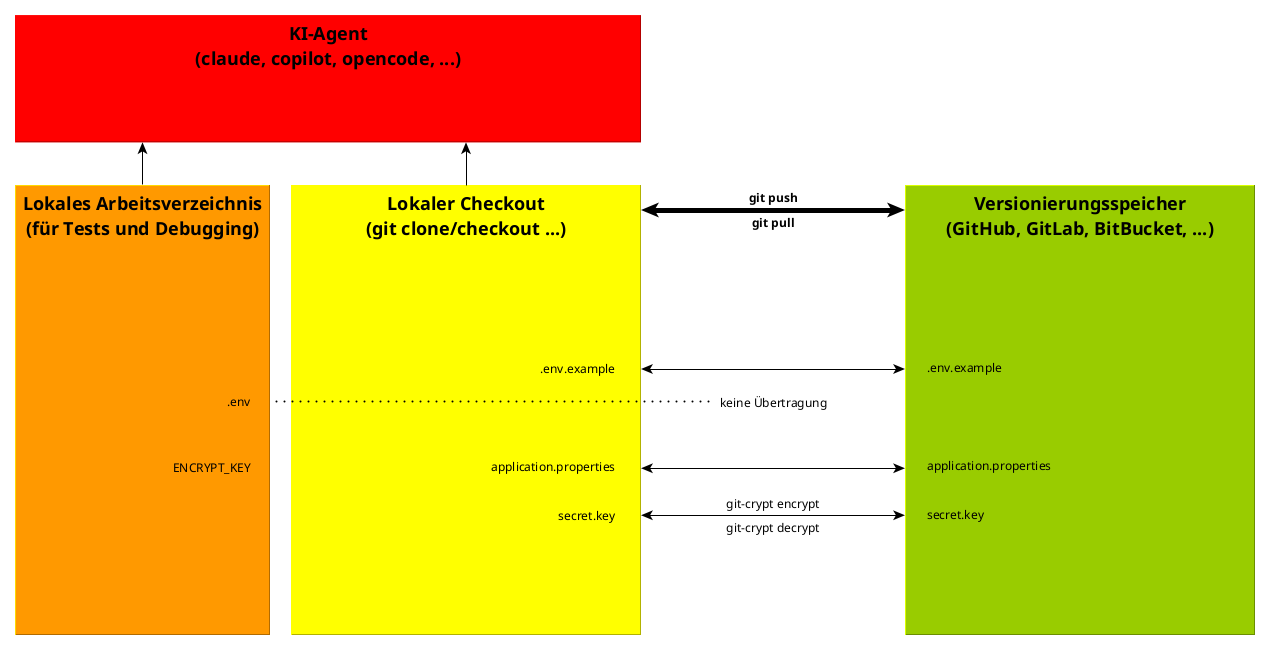 KI-Agent
(claude, copilot, opencode, ...)
Lokales Arbeitsverzeichnis
(für Tests und Debugging)
Lokaler Checkout
(git clone/checkout ...)
git push
git pull
Versionierungsspeicher
(GitHub, GitLab, BitBucket, ...)
.env.example
.env.example
.env
keine Übertragung
ENCRYPT_KEY
application.properties
application.properties
git-crypt encrypt
secret.key
secret.key
git-crypt decrypt